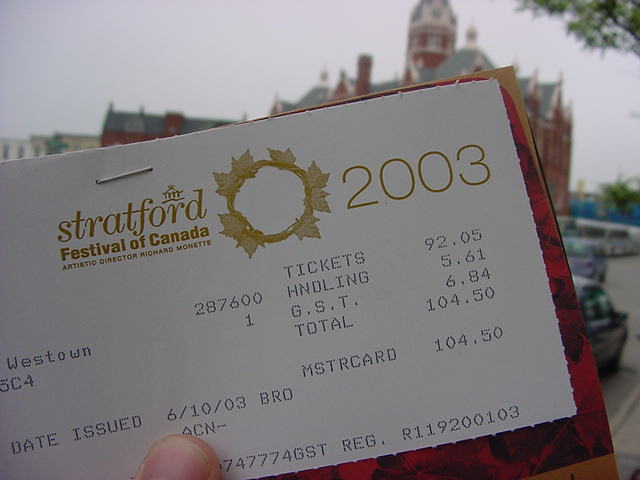 stratford
Festival of Canada
ARTISTIC DIRECTOR RICHARD MONETTE
2003
TICKETS 92.05
287600 HNDLING 5.61
1 G.S.T. 6.84
TOTAL 104.50
Westown
5C4
MSTRCARD 104.50
DATE ISSUED 6/10/03 BRO
ACN-
747774GST REG. R119200103